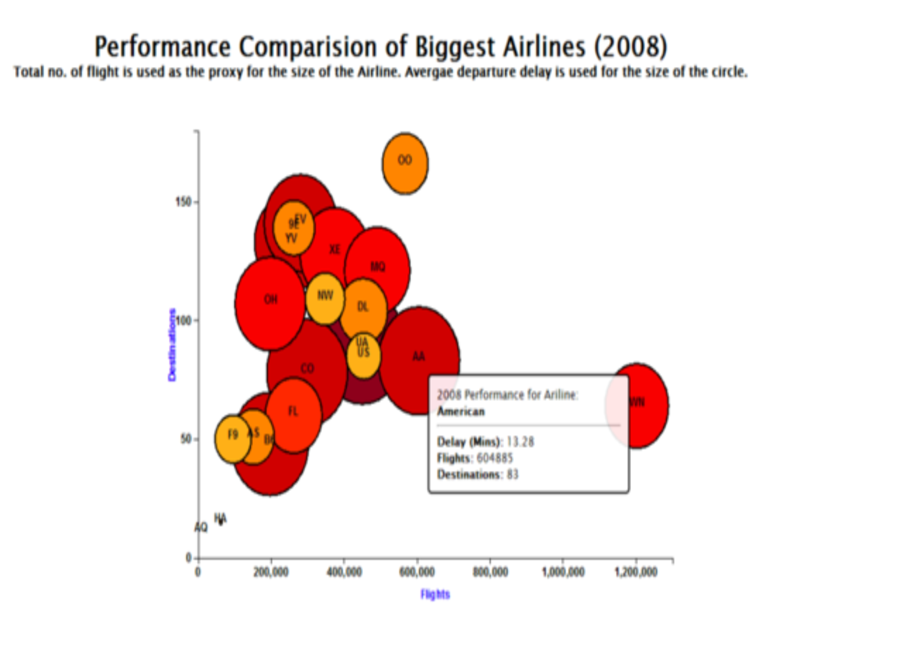 Performance Comparision of Biggest Airlines (2008)
Total no. of flight is used as the proxy for the size of the Airline. Avergae departure delay is used for the size of the circle.
OO
150
EV
9E
YV
XE
MQ
OH
NW
DL
100
Destinations
UA
US
AA
CO
2008 Performance for Ariline:
American
WN
FL
F9
AS
50
Delay (Mins): 13.28
Flights: 604885
Destinations: 83
HA
AQ
0
0
200,000
400,000
600,000
800,000
1,000,000
1,200,000
Flights